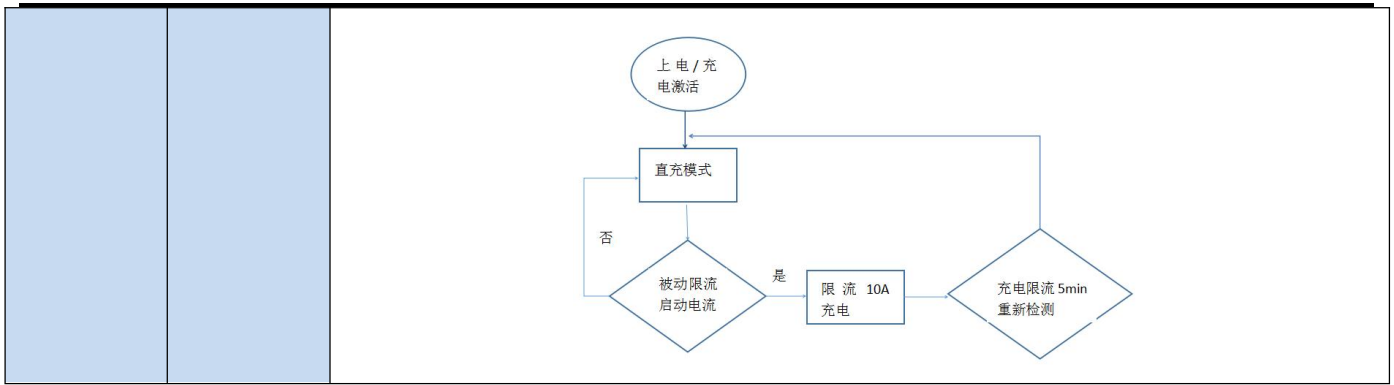 上 电 / 充
电激活
直充模式
否
被动限流
启动电流
是
限 流 10A
充电
充电限流 5min
重新检测